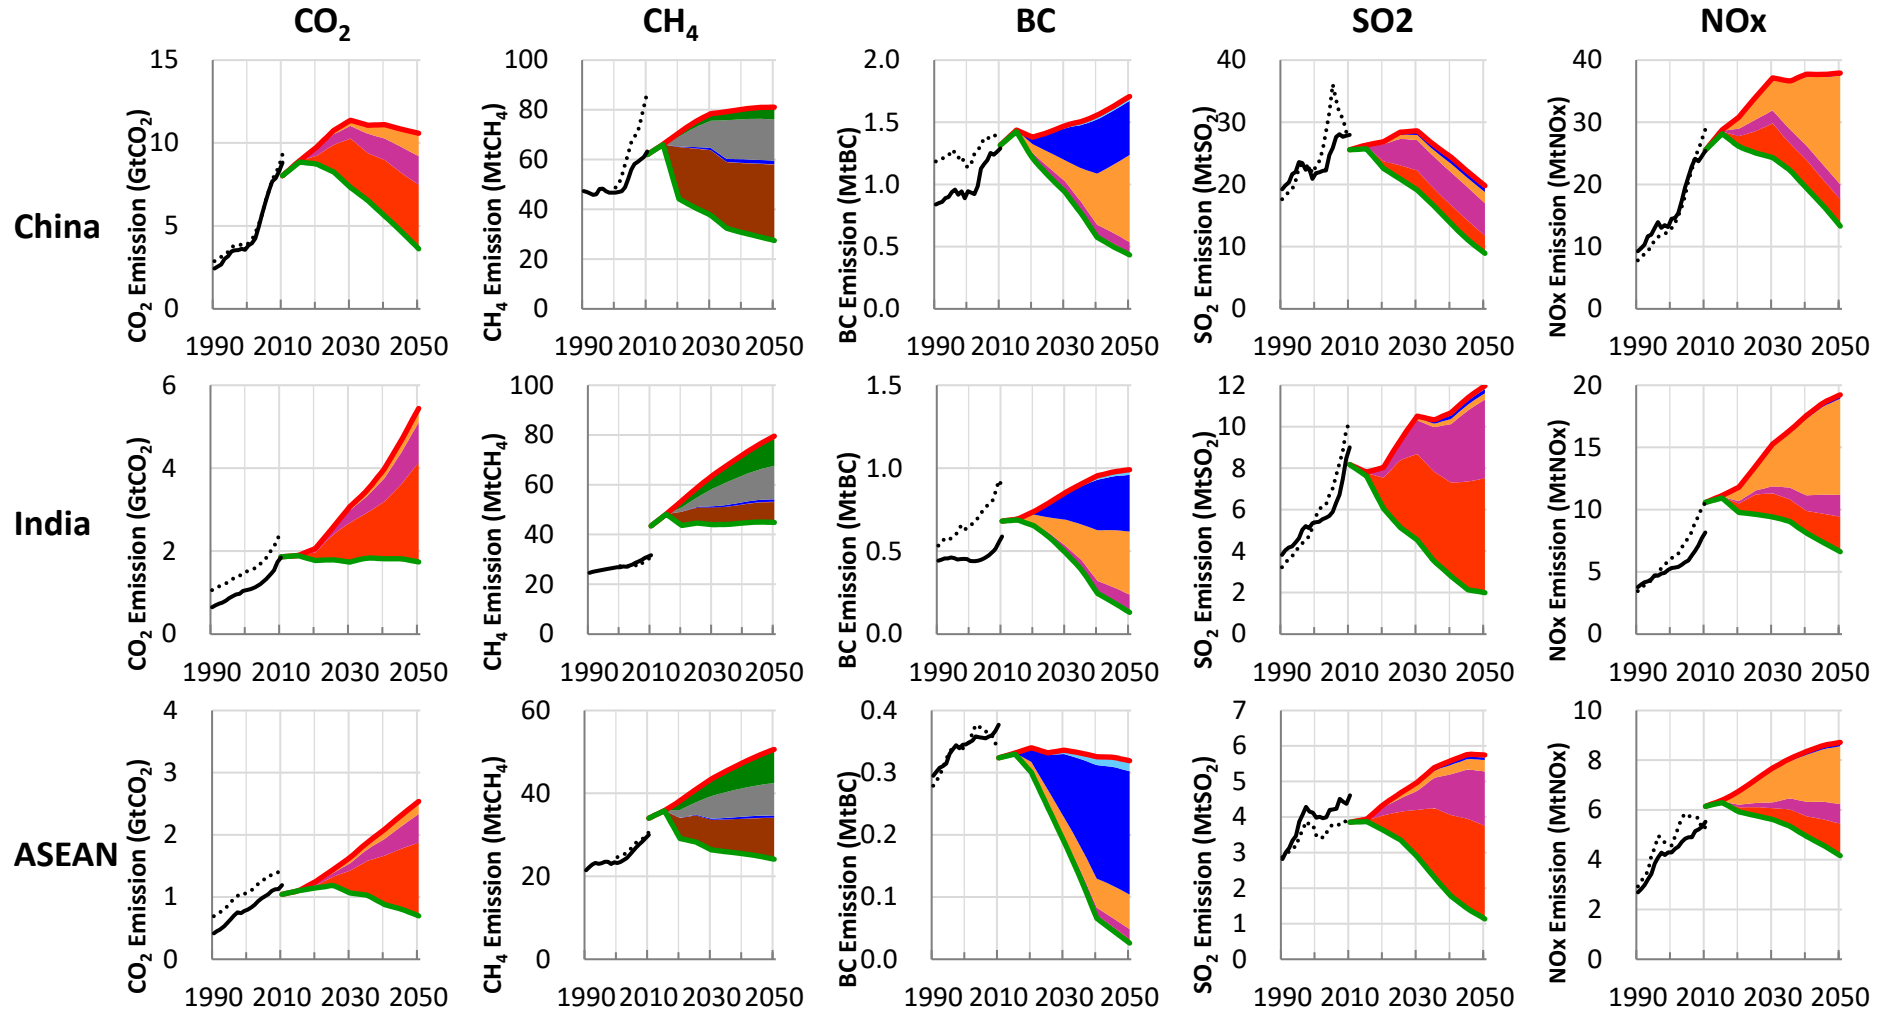 CO₂ CH₄ BC SO2 NOx
China
CO₂ Emission (GtCO₂)
15
10
5
0
1990 2010 2030 2050
CH₄ Emission (MtCH₄)
100
80
60
40
20
0
1990 2010 2030 2050
BC Emission (MtBC)
2.0
1.5
1.0
0.5
0.0
1990 2010 2030 2050
SO₂ Emission (MtSO₂)
40
30
20
10
0
1990 2010 2030 2050
NOx Emission (MtNOx)
40
30
20
10
0
1990 2010 2030 2050
India
CO₂ Emission (GtCO₂)
6
4
2
0
1990 2010 2030 2050
CH₄ Emission (MtCH₄)
100
80
60
40
20
0
1990 2010 2030 2050
BC Emission (MtBC)
1.5
1.0
0.5
0.0
1990 2010 2030 2050
SO₂ Emission (MtSO₂)
12
10
8
6
4
2
0
1990 2010 2030 2050
NOx Emission (MtNOx)
20
15
10
5
0
1990 2010 2030 2050
ASEAN
CO₂ Emission (GtCO₂)
4
3
2
1
0
1990 2010 2030 2050
CH₄ Emission (MtCH₄)
60
40
20
0
1990 2010 2030 2050
BC Emission (MtBC)
0.4
0.3
0.2
0.1
0.0
1990 2010 2030 2050
SO₂ Emission (MtSO₂)
7
6
5
4
3
2
1
0
1990 2010 2030 2050
NOx Emission (MtNOx)
10
8
6
4
2
0
1990 2010 2030 2050